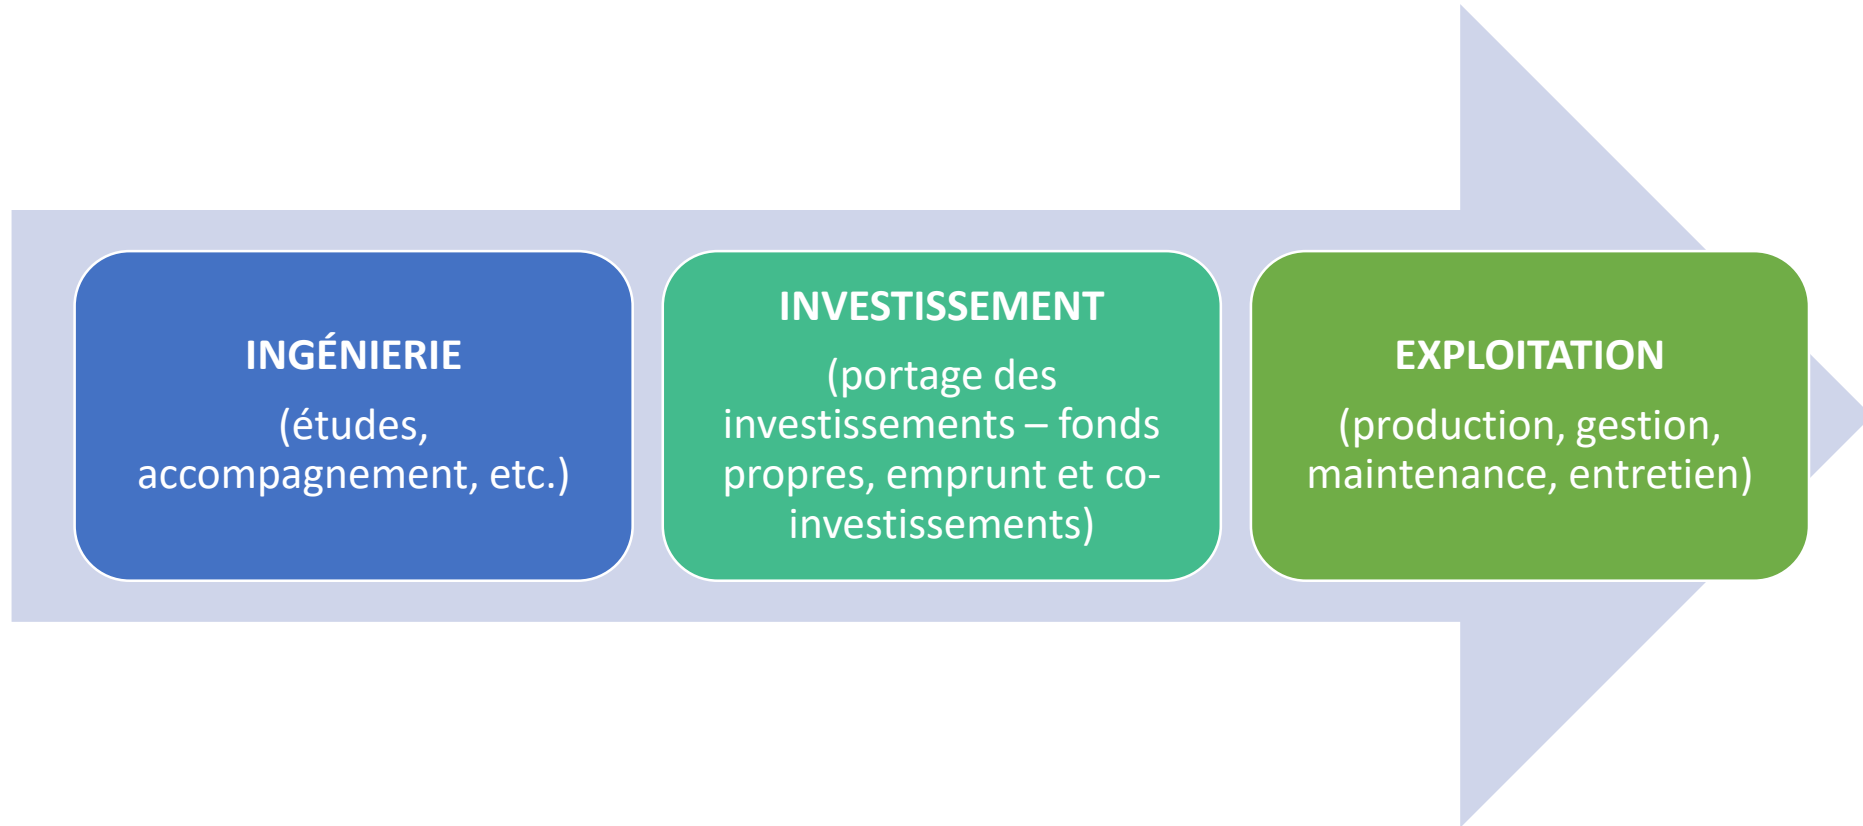 INGÉNIERIE
(études,
accompagnement, etc.)
INVESTISSEMENT
(portage des
investissements – fonds
propres, emprunt et co-
investissements)
EXPLOITATION
(production, gestion,
maintenance, entretien)